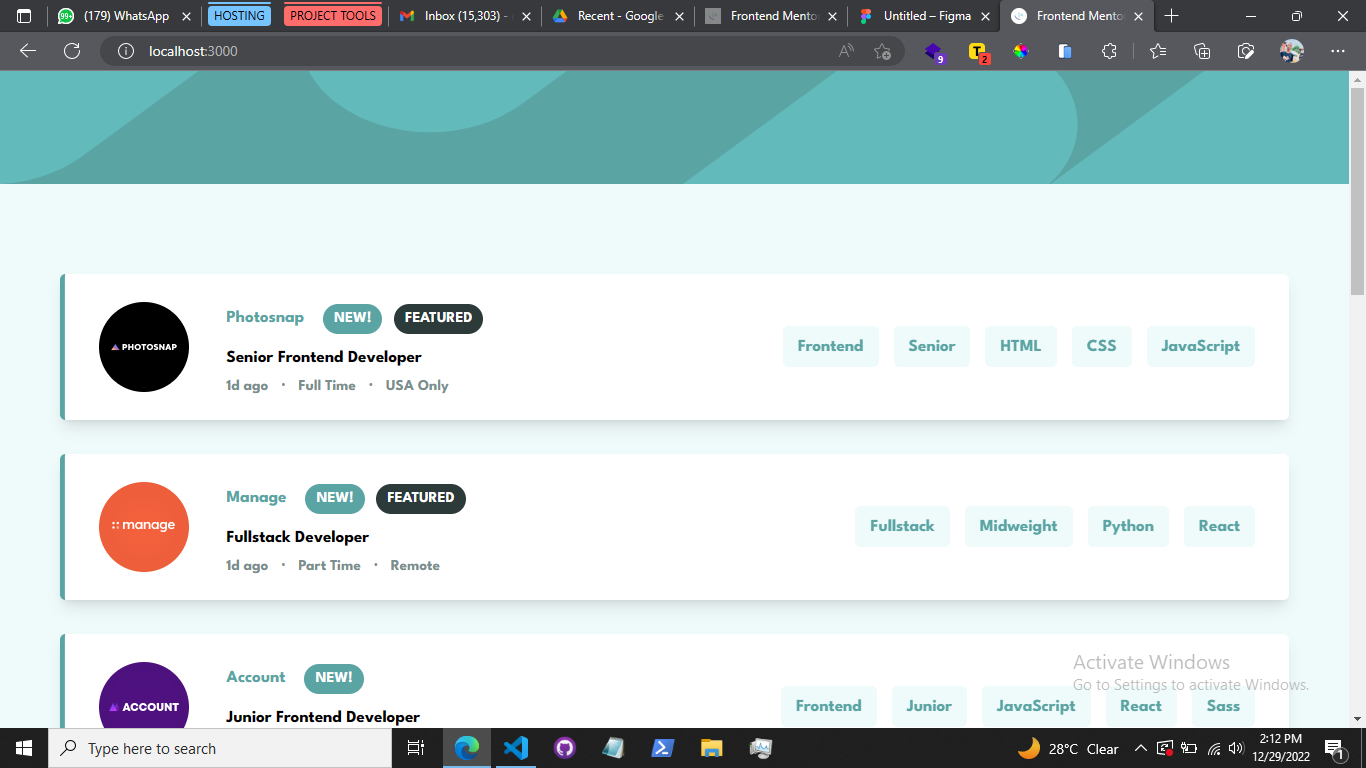 (179) WhatsApp
HOSTING
PROJECT TOOLS
Inbox (15,303) -
Recent - Google
Frontend Mento
Untitled – Figma
Frontend Mento
localhost:3000
9
2
PHOTOSNAP
Photosnap NEW! FEATURED
Senior Frontend Developer
1d ago · Full Time · USA Only
Frontend Senior HTML CSS JavaScript
manage
Manage NEW! FEATURED
Fullstack Developer
1d ago · Part Time · Remote
Fullstack Midweight Python React
ACCOUNT
Account NEW!
Junior Frontend Developer
Frontend Junior JavaScript React Sass
Activate Windows
Go to Settings to activate Windows.
Type here to search
28°C Clear
2:12 PM
12/29/2022
1